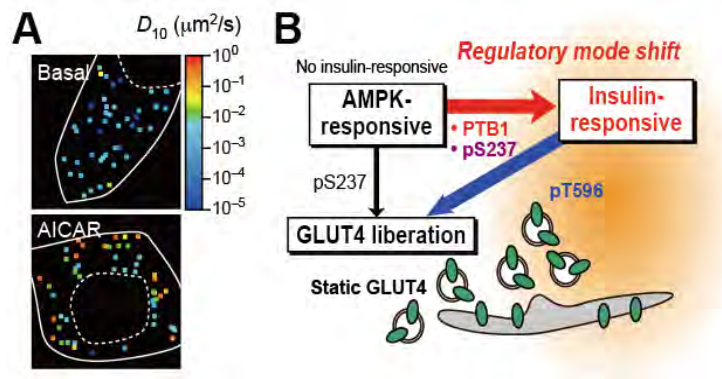 A
D10 (μm2/s)
Basal
10^0
10^-1
10^-2
10^-3
10^-4
10^-5
AICAR
B
Regulatory mode shift
No insulin-responsive
AMPK-
responsive
Insulin-
responsive
• PTB1
• pS237
pS237
pT596
GLUT4 liberation
Static GLUT4